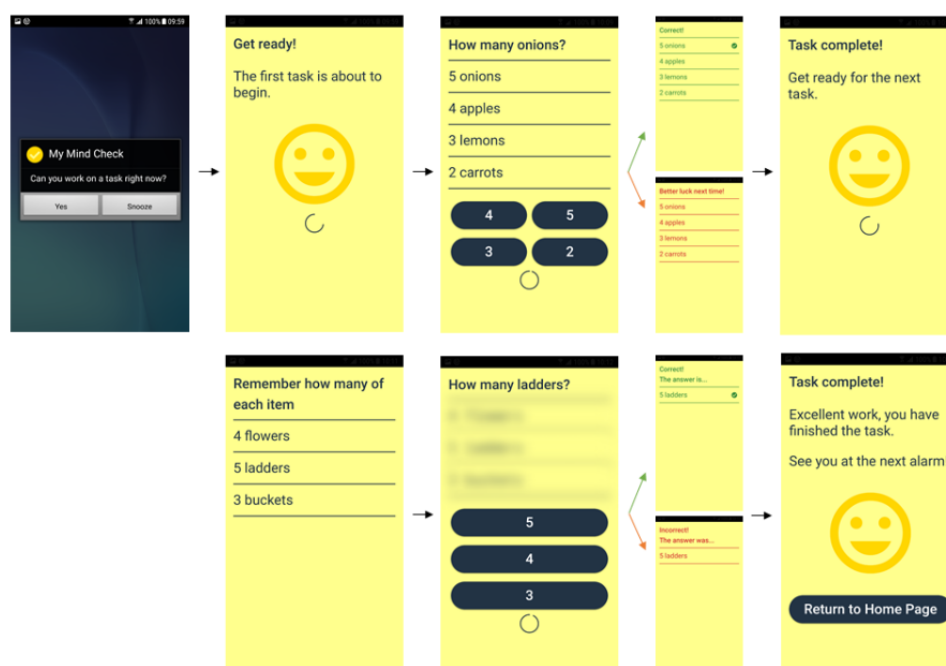 100% 09:59
My Mind Check
Can you work on a task right now?
Yes
Snooze
Get ready!
The first task is about to
begin.
How many onions?
5 onions
4 apples
3 lemons
2 carrots
4
5
3
2
Correct!
5 onions
4 apples
3 lemons
2 carrots
Better luck next time!
5 onions
4 apples
3 lemons
2 carrots
Task complete!
Get ready for the next
task.
Remember how many of
each item
4 flowers
5 ladders
3 buckets
How many ladders?
5
4
3
Correct!
The answer is...
5 ladders
Incorrect!
The answer was...
5 ladders
Task complete!
Excellent work, you have
finished the task.
See you at the next alarm
Return to Home Page